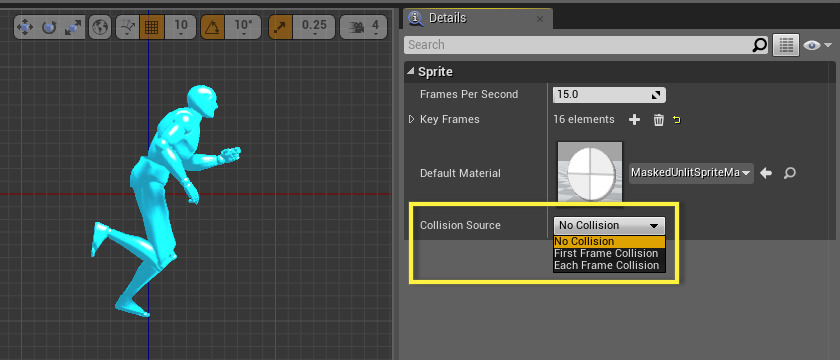 10 10° 0.25 4
Details
Search
Sprite
Frames Per Second 15.0
Key Frames 16 elements
Default Material MaskedUnlitSpriteMa
Collision Source No Collision
No Collision
First Frame Collision
Each Frame Collision